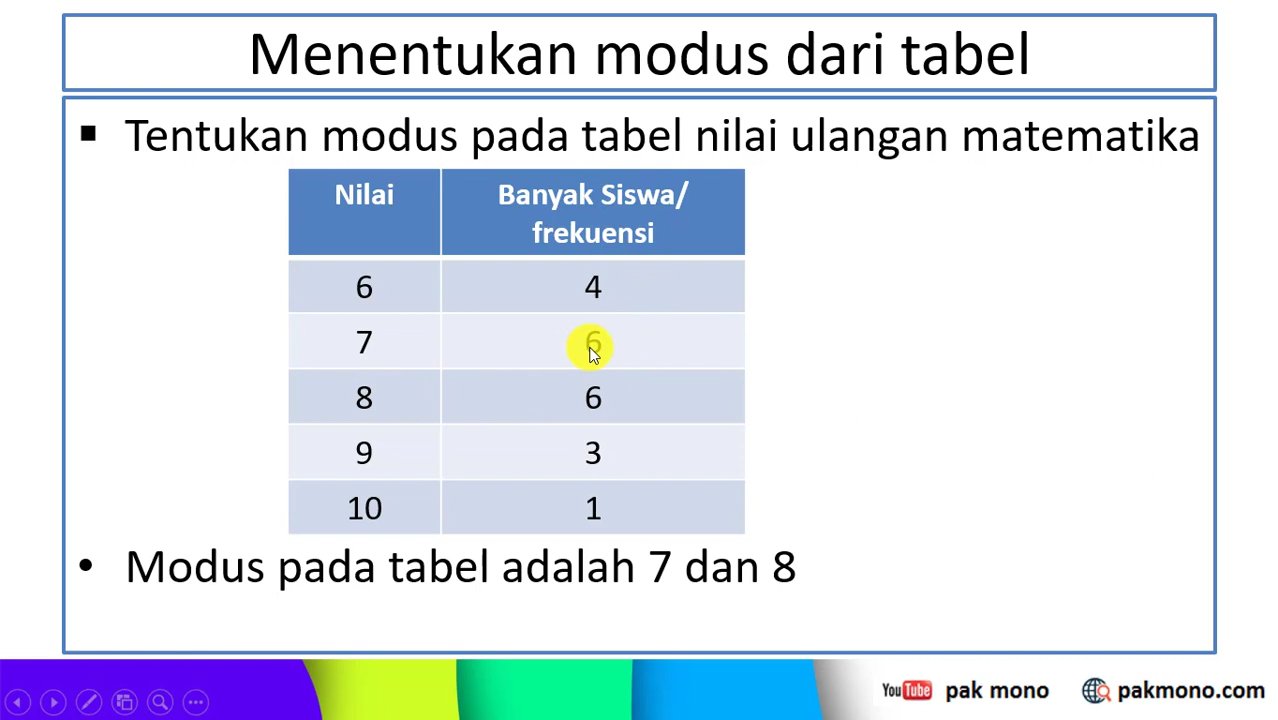 Menentukan modus dari tabel
▪ Tentukan modus pada tabel nilai ulangan matematika
Nilai Banyak Siswa/
frekuensi
6 4
7 6
8 6
9 3
10 1
• Modus pada tabel adalah 7 dan 8
YouTube pak mono pakmono.com